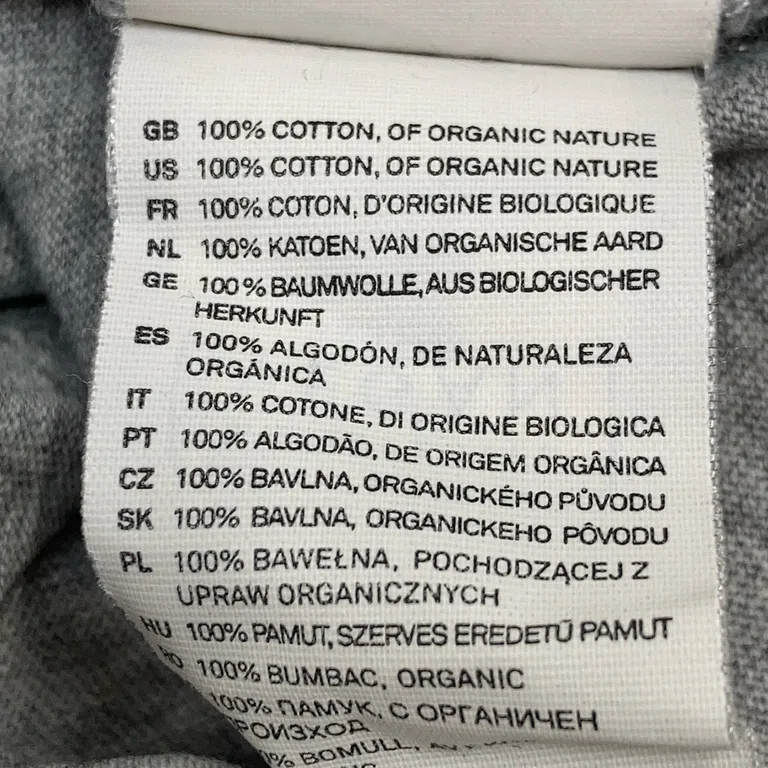 GB 100% COTTON, OF ORGANIC NATURE
US 100% COTTON, OF ORGANIC NATURE
FR 100% COTON, D'ORIGINE BIOLOGIQUE
NL 100% KATOEN, VAN ORGANISCHE AARD
GE 100% BAUMWOLLE, AUS BIOLOGISCHER
HERKUNFT
ES 100% ALGODÓN, DE NATURALEZA
ORGÁNICA
IT 100% COTONE, DI ORIGINE BIOLOGICA
PT 100% ALGODÃO, DE ORIGEM ORGÂNICA
CZ 100% BAVLNA, ORGANICKÉHO PŮVODU
SK 100% BAVLNA, ORGANICKEHO PÔVODU
PL 100% BAWEŁNA, POCHODZĄCEJ Z
UPRAW ORGANICZNYCH
HU 100% PAMUT, SZERVES EREDETŰ PAMUT
100% BUMBAC, ORGANIC
100% ПАМУК, С ОРГАНИЧЕН
ПРОИЗХОД
% BOMULL,